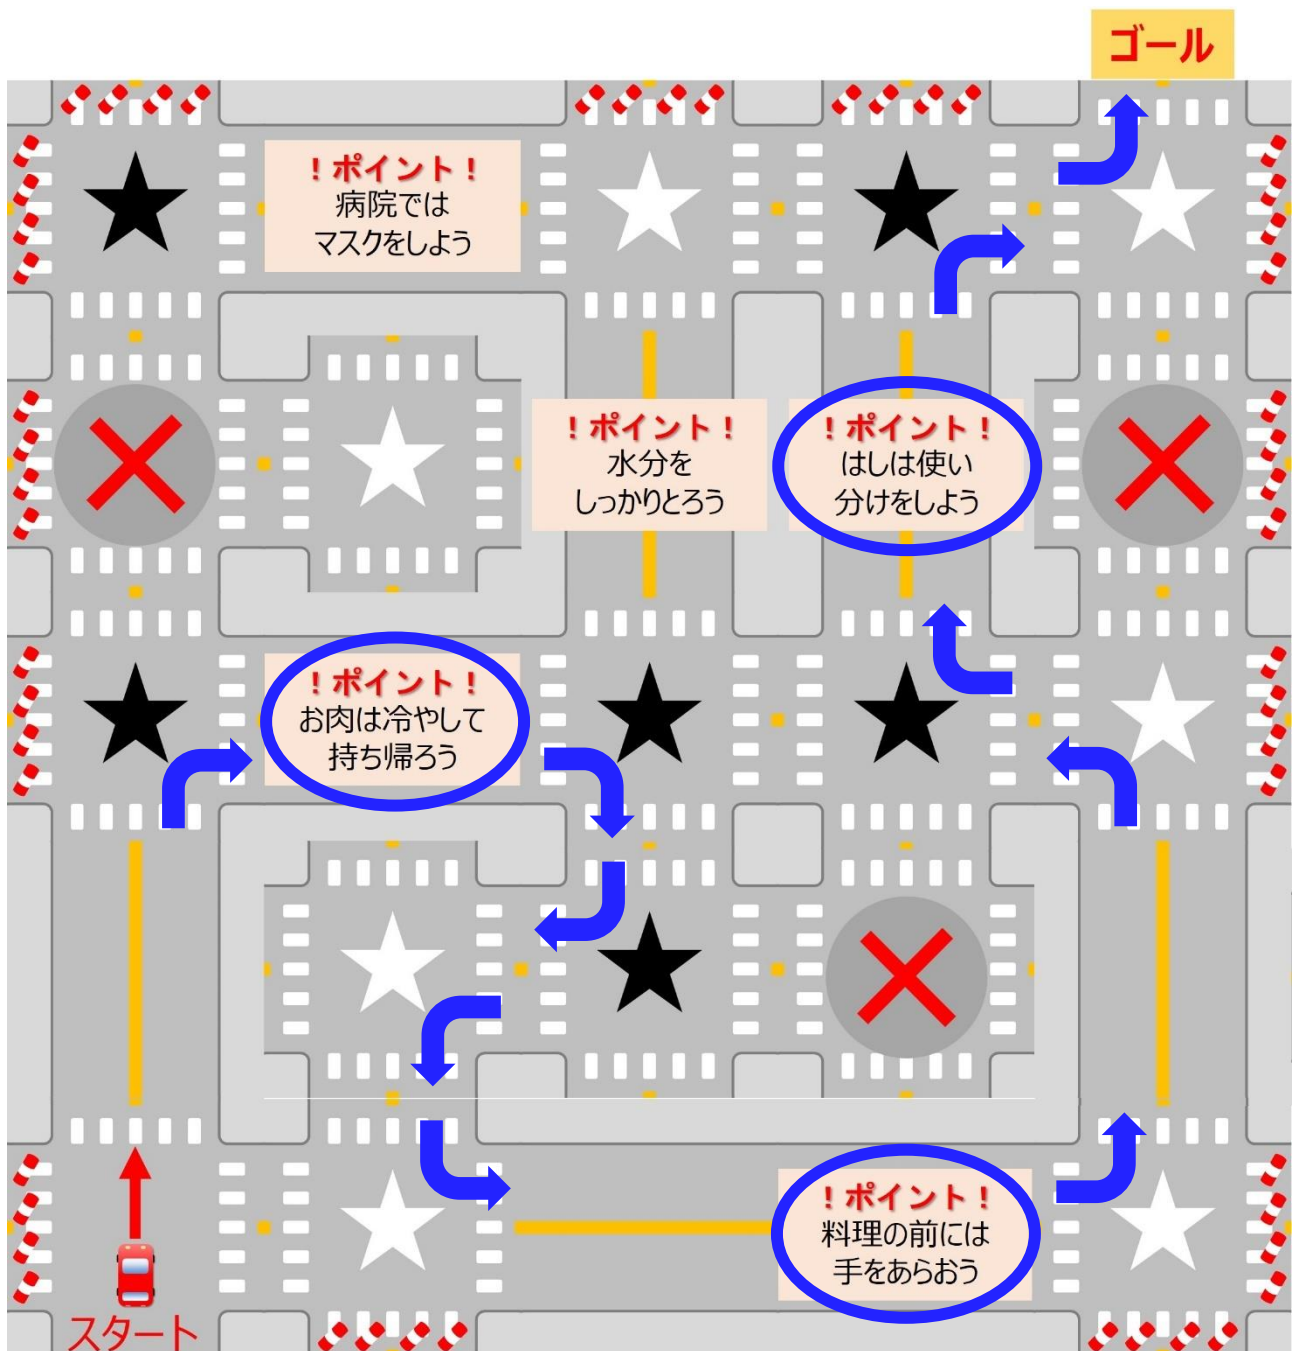 ゴール
！ポイント！
病院では
マスクをしよう
！ポイント！
水分を
しっかりとろう
！ポイント！
はしは使い
分けをしよう
！ポイント！
お肉は冷やして
持ち帰ろう
！ポイント！
料理の前には
手をあらおう
スタート